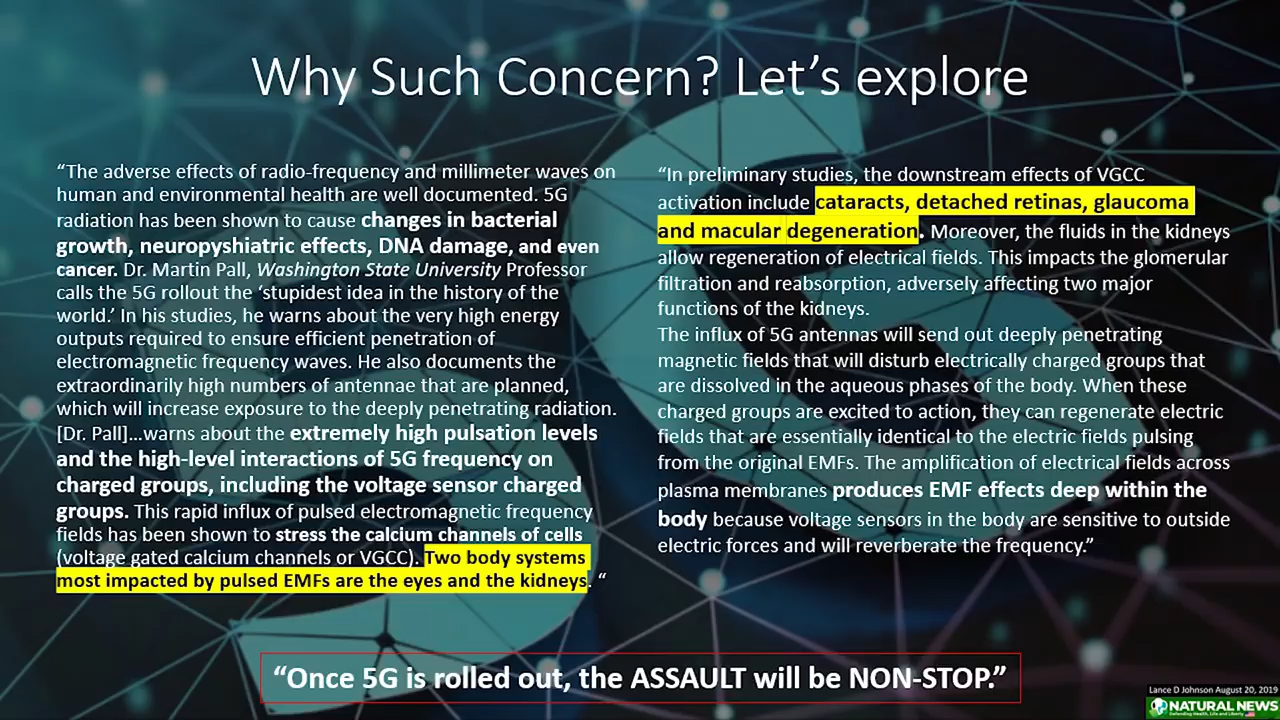 Why Such Concern? Let's explore
“The adverse effects of radio-frequency and millimeter waves on
human and environmental health are well documented. 5G
radiation has been shown to cause changes in bacterial
growth, neuropyshiatric effects, DNA damage, and even
cancer. Dr. Martin Pall, Washington State University Professor
calls the 5G rollout the ‘stupidest idea in the history of the
world.’ In his studies, he warns about the very high energy
outputs required to ensure efficient penetration of
electromagnetic frequency waves. He also documents the
extraordinarily high numbers of antennae that are planned,
which will increase exposure to the deeply penetrating radiation.
[Dr. Pall]...warns about the extremely high pulsation levels
and the high-level interactions of 5G frequency on
charged groups, including the voltage sensor charged
groups. This rapid influx of pulsed electromagnetic frequency
fields has been shown to stress the calcium channels of cells
(voltage gated calcium channels or VGCC). Two body systems
most impacted by pulsed EMFs are the eyes and the kidneys. “
“In preliminary studies, the downstream effects of VGCC
activation include cataracts, detached retinas, glaucoma
and macular degeneration. Moreover, the fluids in the kidneys
allow regeneration of electrical fields. This impacts the glomerular
filtration and reabsorption, adversely affecting two major
functions of the kidneys.
The influx of 5G antennas will send out deeply penetrating
magnetic fields that will disturb electrically charged groups that
are dissolved in the aqueous phases of the body. When these
charged groups are excited to action, they can regenerate electric
fields that are essentially identical to the electric fields pulsing
from the original EMFs. The amplification of electrical fields across
plasma membranes produces EMF effects deep within the
body because voltage sensors in the body are sensitive to outside
electric forces and will reverberate the frequency.”
“Once 5G is rolled out, the ASSAULT will be NON-STOP.”
Lance D Johnson August 20, 2019
NATURAL NEWS
Defending Health, Life and Liberty